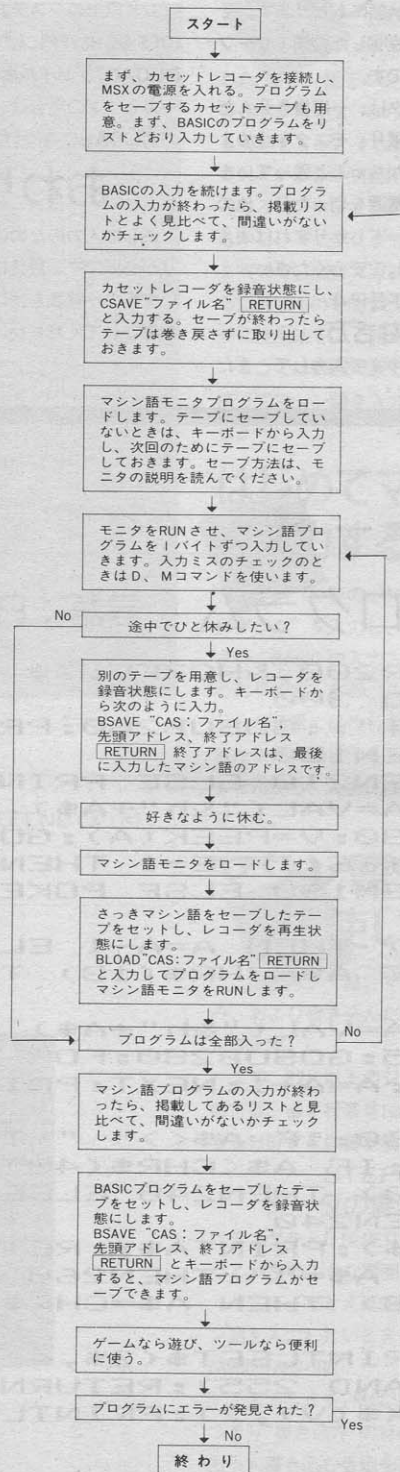 スタート
まず、カセットレコーダを接続し、
MSXの電源を入れる。プログラム
をセーブするカセットテープも用
意。まず、BASICのプログラムをリ
ストどおり入力していきます。
BASICの入力を続けます。プログラ
ムの入力が終わったら、掲載リス
トとよく見比べて、間違いがない
かチェックします。
カセットレコーダを録音状態にし、
CSAVE"ファイル名" RETURN
と入力する。セーブが終わったら
テープは巻き戻さずに取り出して
おきます。
マシン語モニタプログラムをロー
ドします。テープにセーブしてい
ないときは、キーボードから入力
し、次回のためにテープにセーブ
しておきます。セーブ方法は、モ
ニタの説明を読んでください。
モニタをRUNさせ、マシン語プロ
グラムを1バイトずつ入力してい
きます。入力ミスのチェックのと
きはD、Mコマンドを使います。
No
途中でひと休みしたい?
Yes
別のテープを用意し、レコーダを
録音状態にします。キーボードか
ら次のように入力。
BSAVE "CAS:ファイル名",
先頭アドレス、終了アドレス
RETURN 終了アドレスは、最後
に入力したマシン語のアドレスです。
好きなように休む。
マシン語モニタをロードします。
さっきマシン語をセーブしたテー
プをセットし、レコーダを再生状
態にします。
BLOAD"CAS:ファイル名" RETURN
と入力してプログラムをロードし
マシン語モニタをRUNします。
プログラムは全部入った?
No
Yes
マシン語プログラムの入力が終わ
ったら、掲載してあるリストと見
比べて、間違いがないかチェック
します。
BASICプログラムをセーブしたテー
プをセットし、レコーダを録音状
態にします。
BSAVE "CAS:ファイル名",
先頭アドレス、終了アドレス
RETURN とキーボードから入力
すると、マシン語プログラムがセ
ーブできます。
ゲームなら遊び、ツールなら便利
に使う。
プログラムにエラーが発見された?
Yes
No
終わり